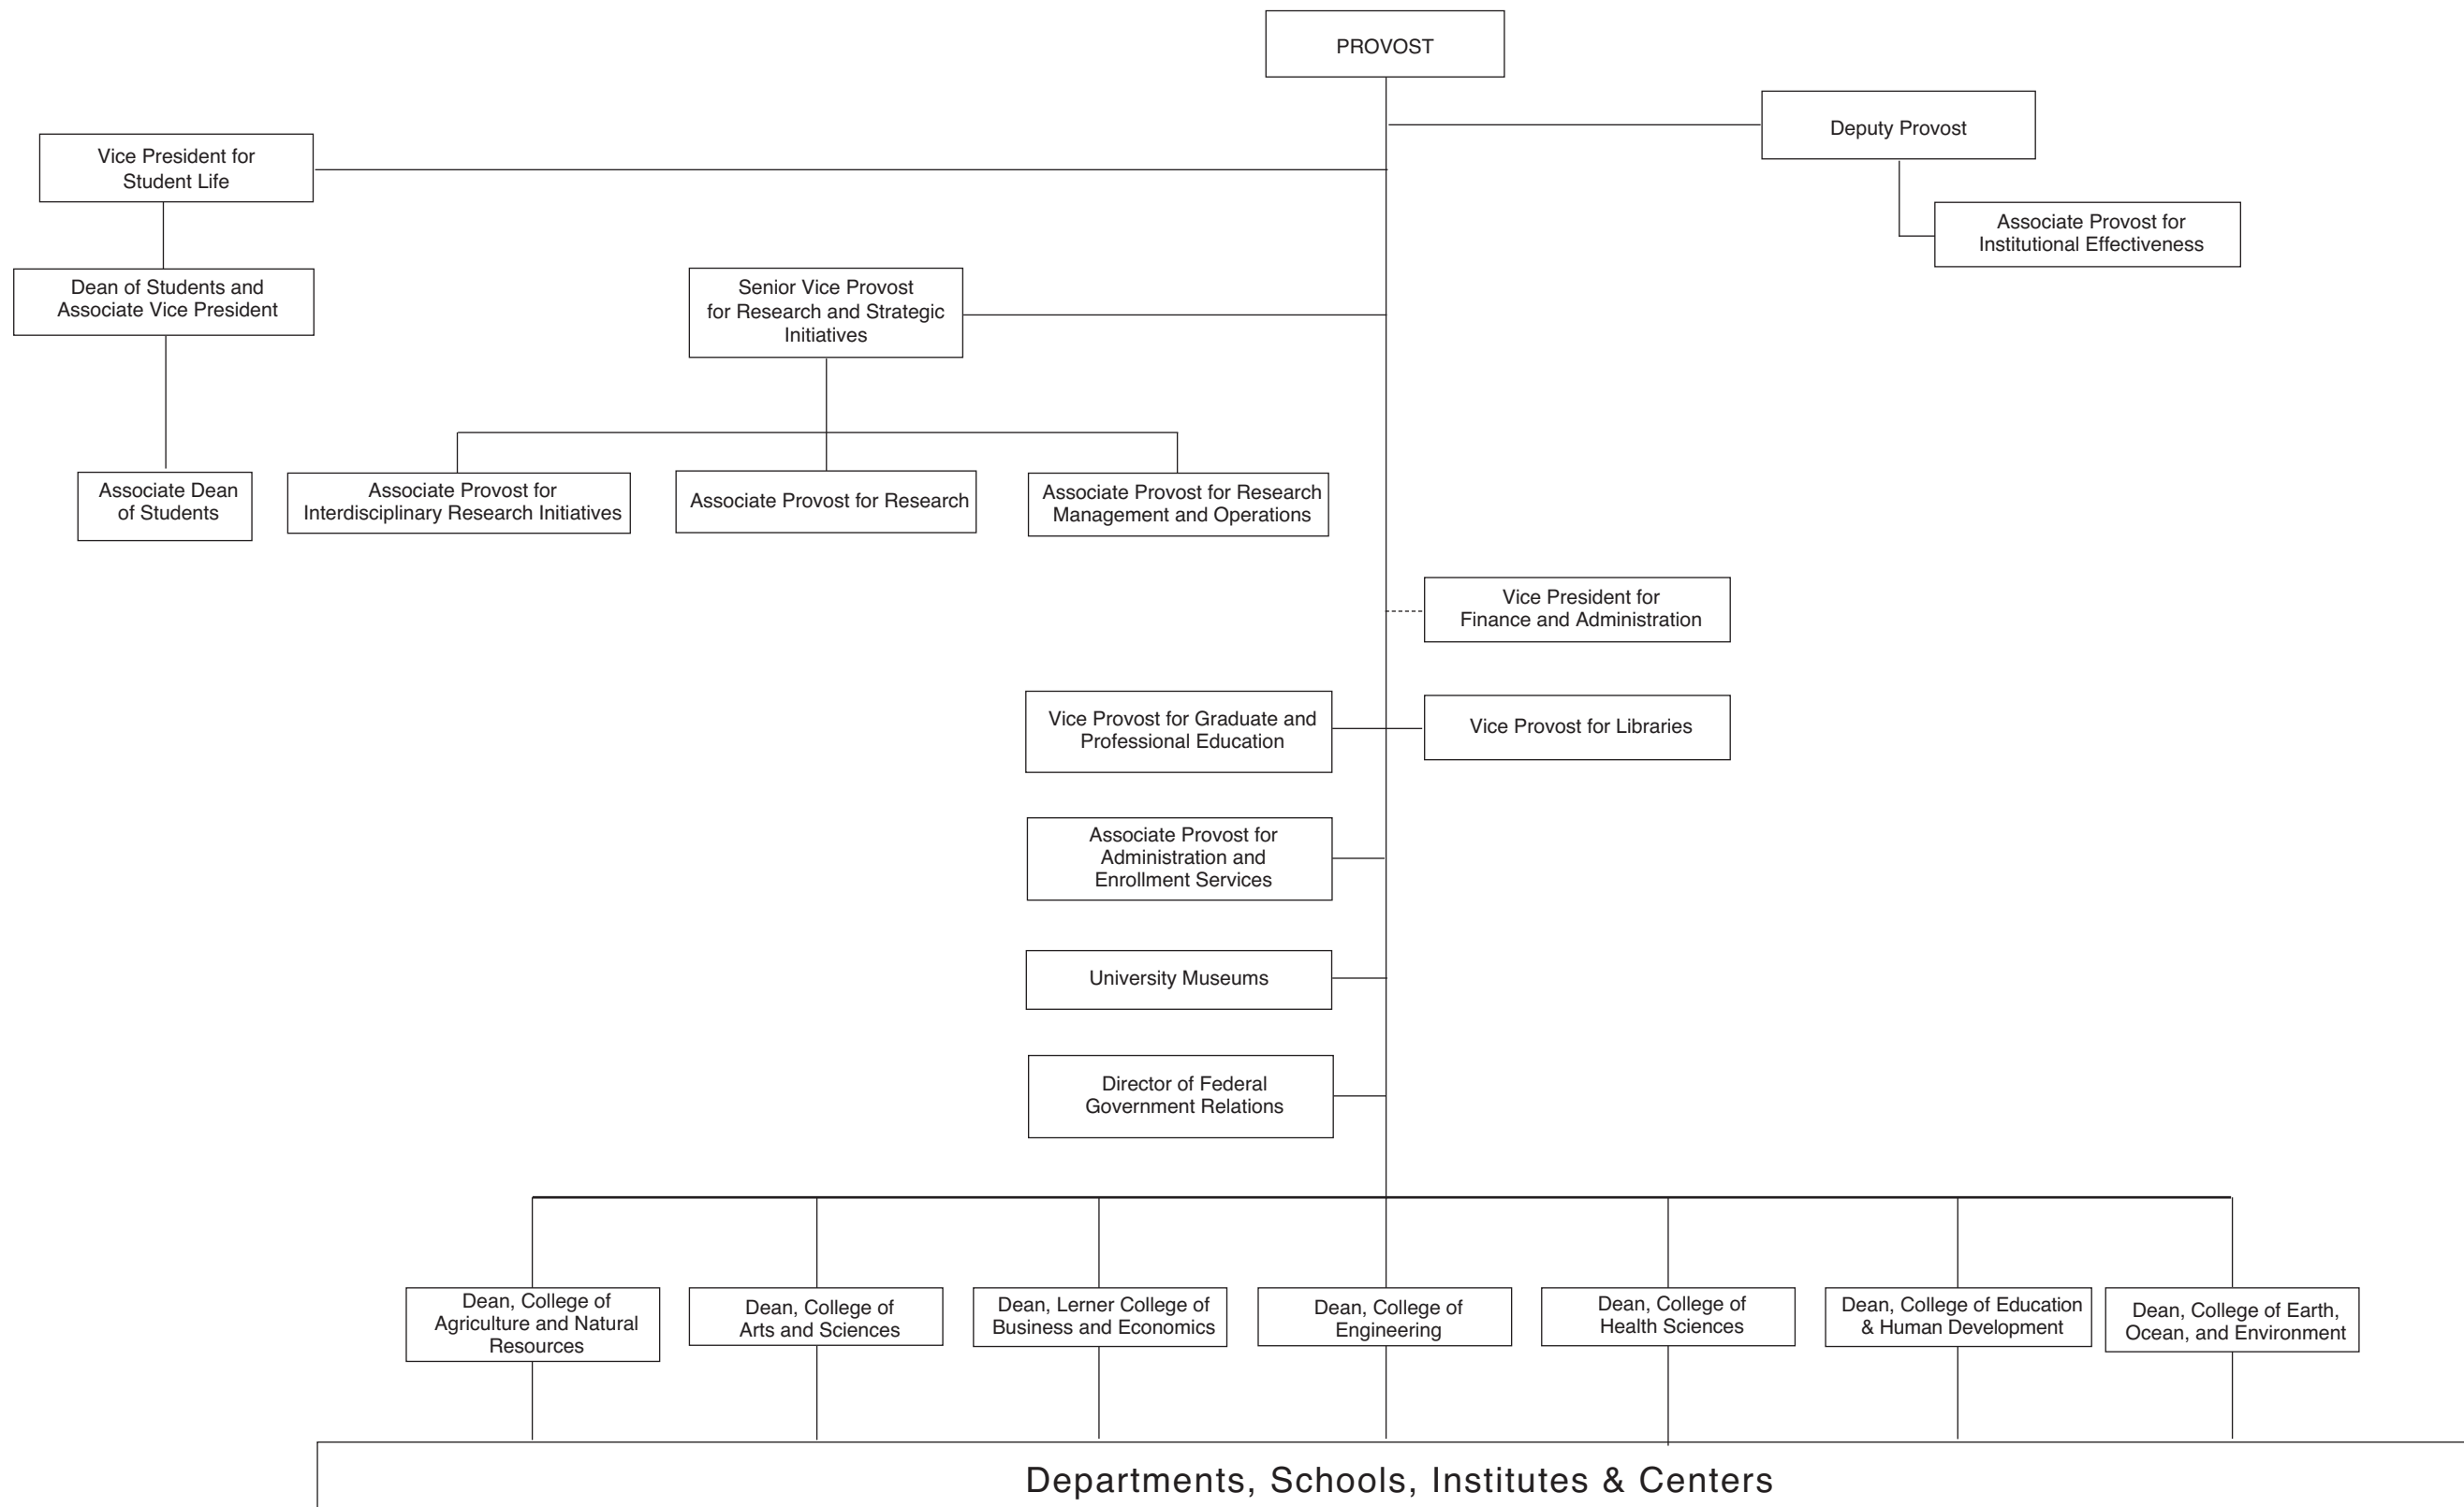 PROVOST
Deputy Provost
Vice President for
Student Life
Associate Provost for
Institutional Effectiveness
Dean of Students and
Associate Vice President
Senior Vice Provost
for Research and Strategic
Initiatives
Associate Dean
of Students
Associate Provost for
Interdisciplinary Research Initiatives
Associate Provost for Research
Associate Provost for Research
Management and Operations
Vice President for
Finance and Administration
Vice Provost for Graduate and
Professional Education
Vice Provost for Libraries
Associate Provost for
Administration and
Enrollment Services
University Museums
Director of Federal
Government Relations
Dean, College of
Agriculture and Natural
Resources
Dean, College of
Arts and Sciences
Dean, Lerner College of
Business and Economics
Dean, College of
Engineering
Dean, College of
Health Sciences
Dean, College of Education
& Human Development
Dean, College of Earth,
Ocean, and Environment
Departments, Schools, Institutes & Centers